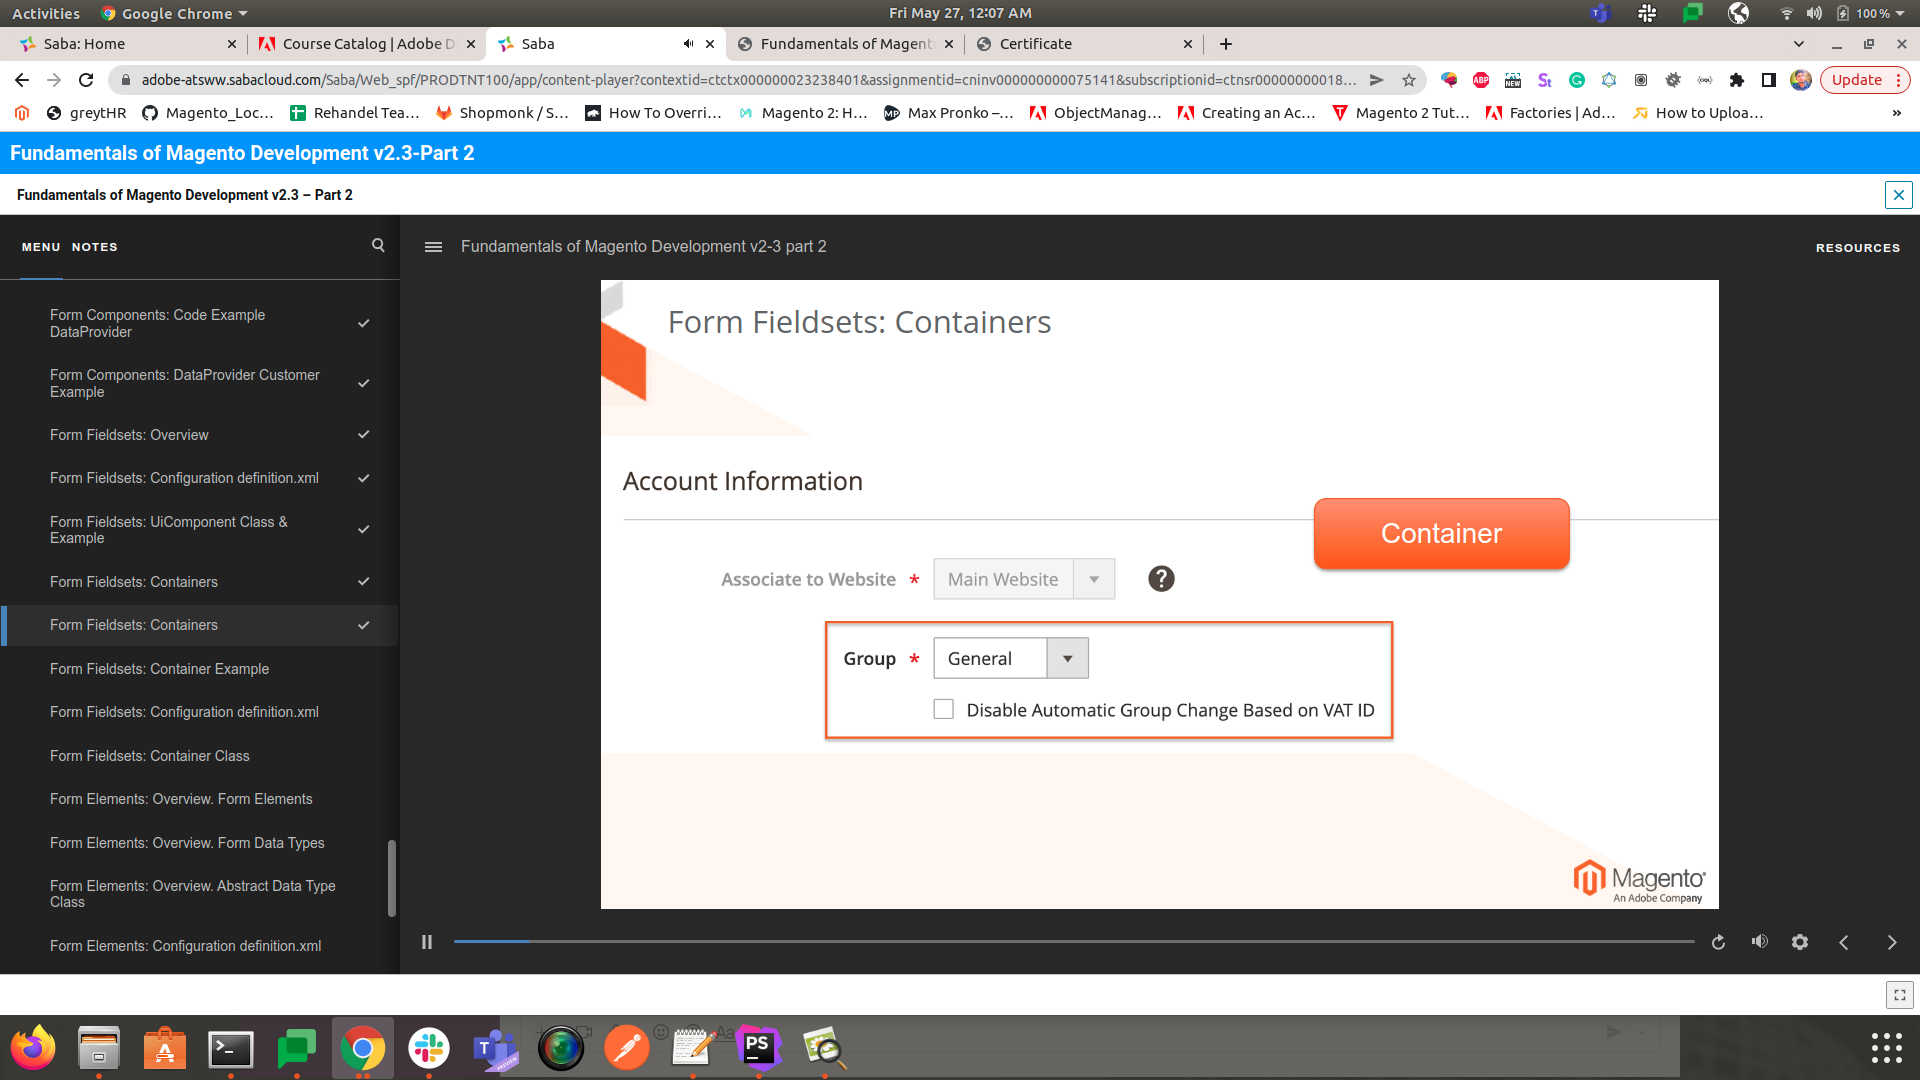 Activities
Google Chrome
Fri May 27, 12:07 AM
100 %
Saba: Home
Course Catalog | Adobe D
Saba
Fundamentals of Magent
Certificate
adobe-atsww.sabacloud.com/Saba/Web_spf/PRODTNT100/app/content-player?contextid=ctctx000000023238401&assignmentid=cninv000000000075141&subscriptionid=ctnsr00000000018...
Update
greytHR
Magento_Loc...
Rehandel Tea...
Shopmonk / S...
How To Overri...
Magento 2: H...
Max Pronko –...
ObjectManag...
Creating an Ac...
Magento 2 Tut...
Factories | Ad...
How to Uploa...
»
Fundamentals of Magento Development v2.3-Part 2
Fundamentals of Magento Development v2.3 – Part 2
MENU
NOTES
Fundamentals of Magento Development v2-3 part 2
RESOURCES
Form Components: Code Example
DataProvider
Form Components: DataProvider Customer
Example
Form Fieldsets: Overview
Form Fieldsets: Configuration definition.xml
Form Fieldsets: UiComponent Class &
Example
Form Fieldsets: Containers
Form Fieldsets: Containers
Form Fieldsets: Container Example
Form Fieldsets: Configuration definition.xml
Form Fieldsets: Container Class
Form Elements: Overview. Form Elements
Form Elements: Overview. Form Data Types
Form Elements: Overview. Abstract Data Type
Class
Form Elements: Configuration definition.xml
Form Fieldsets: Containers
Account Information
Container
Associate to Website *
Main Website
?
Group *
General
Disable Automatic Group Change Based on VAT ID
Magento
An Adobe Company
ABP
NEW
St
PS